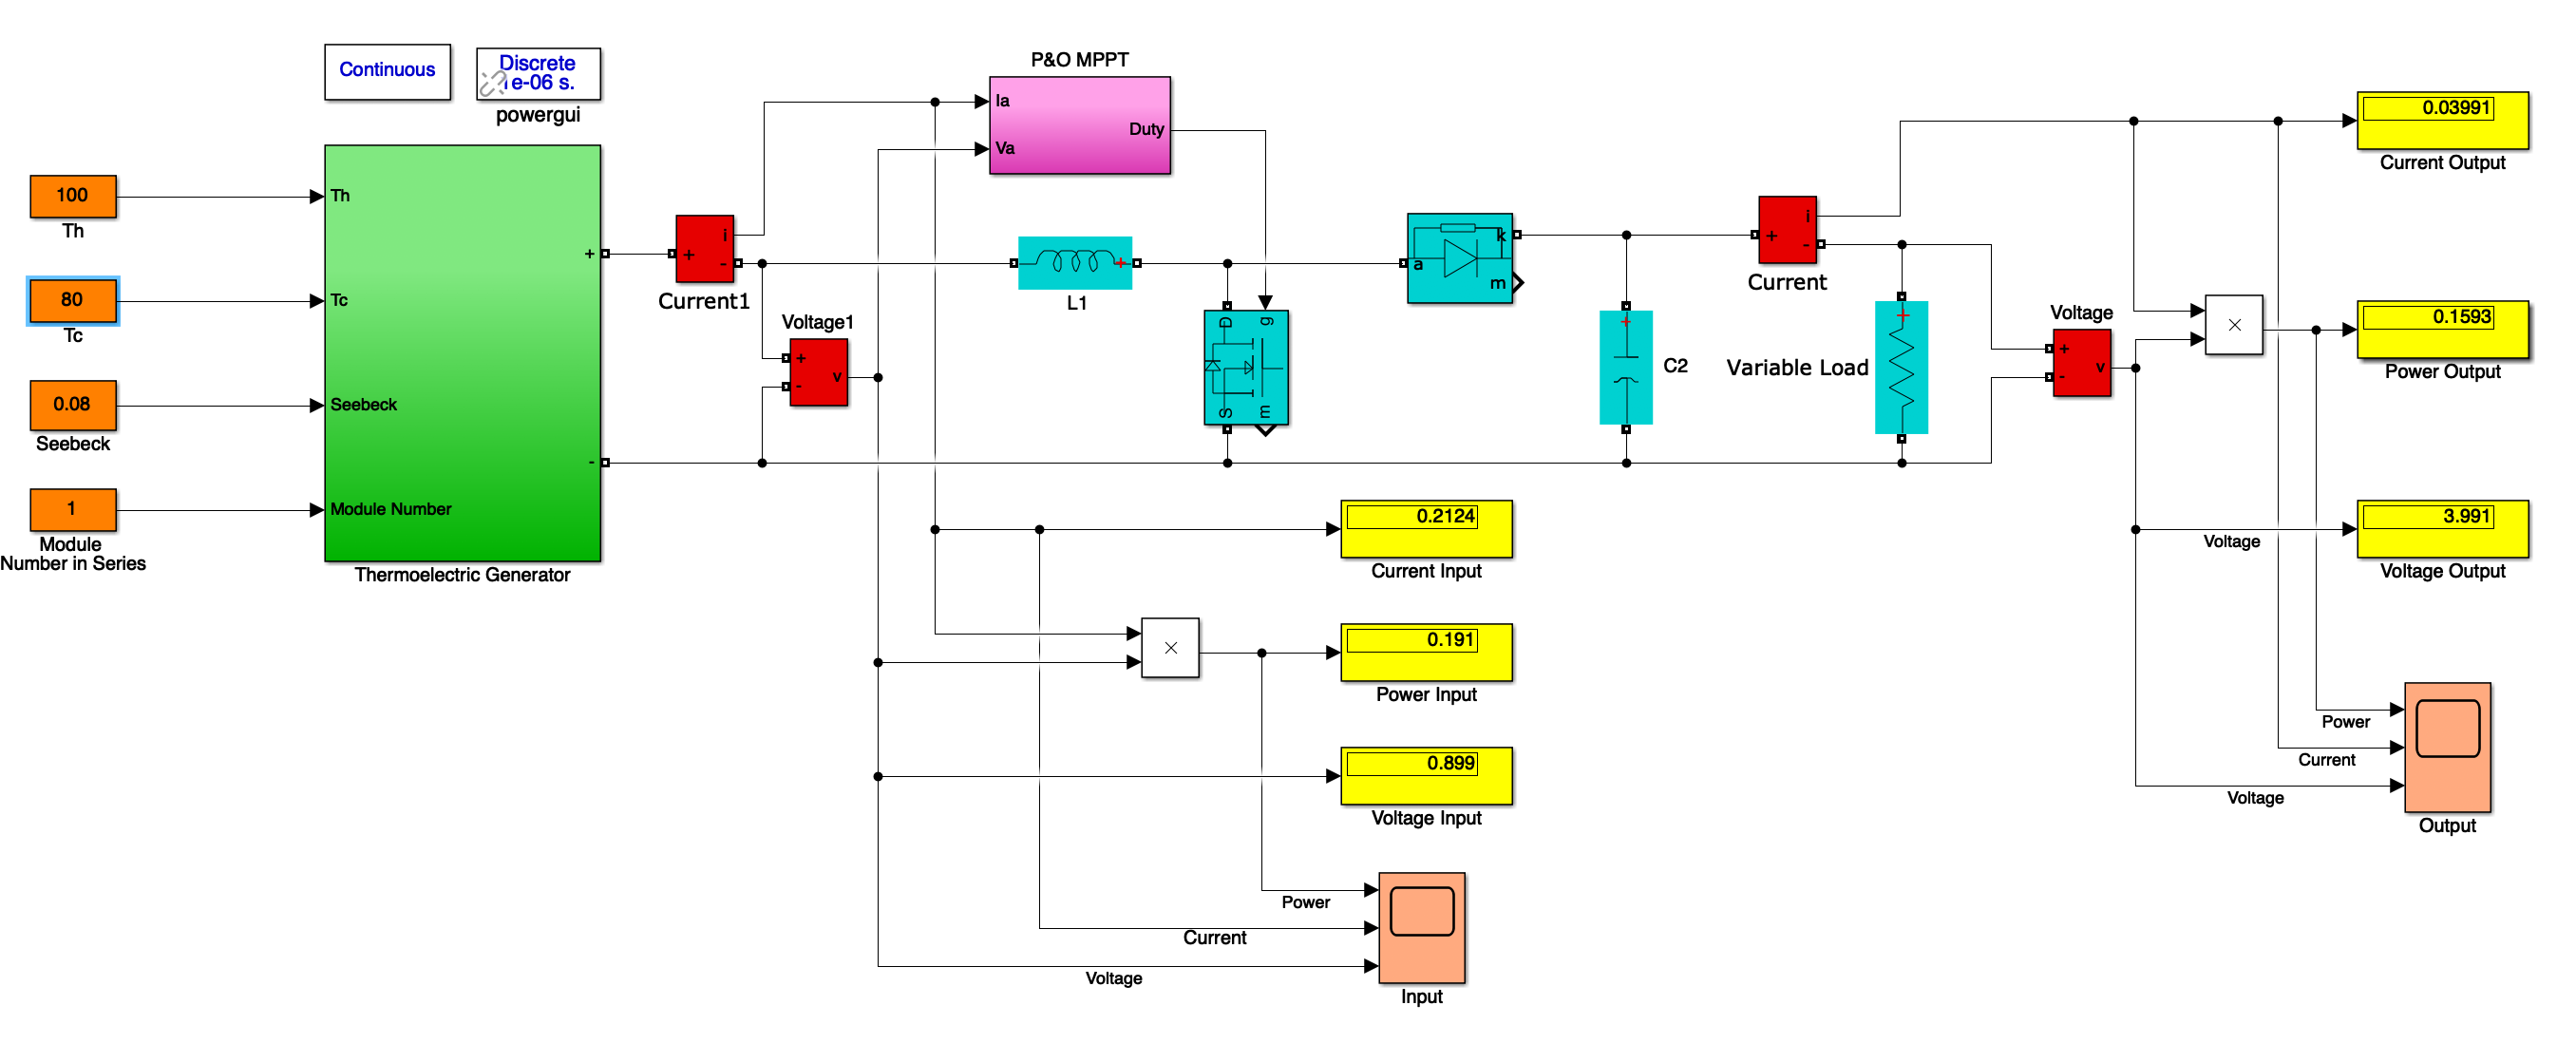 Continuous
Discrete
1e-06 s.
powergui
P&O MPPT
Ia
Va
Duty
100
Th
80
Tc
0.08
Seebeck
1
Module
Number in Series
Th
Tc
Seebeck
Module Number
+
-
Thermoelectric Generator
i
+
-
Current1
Voltage1
+
-
v
+
L1
D
g
S
m
a
k
m
+
C2
i
+
-
Current
+
Variable Load
Voltage
+
-
v
×
0.03991
Current Output
0.1593
Power Output
3.991
Voltage
Voltage Output
0.2124
Current Input
×
0.191
Power Input
0.899
Voltage Input
Power
Current
Voltage
Input
Power
Current
Voltage
Output